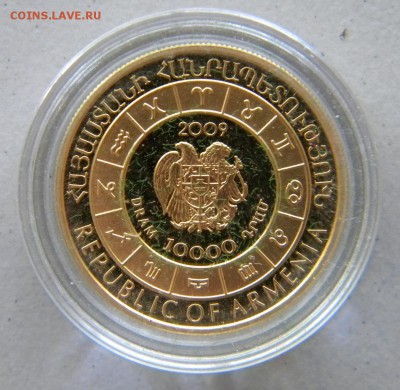 COINS.LAVE.RU
ՀԱՅԱՍՏԱՆԻ ՀԱՆՐԱՊԵՏՈՒԹՅՈՒՆ
2009
DRAM 10000 ԴՐԱՄ
REPUBLIC OF ARMENIA